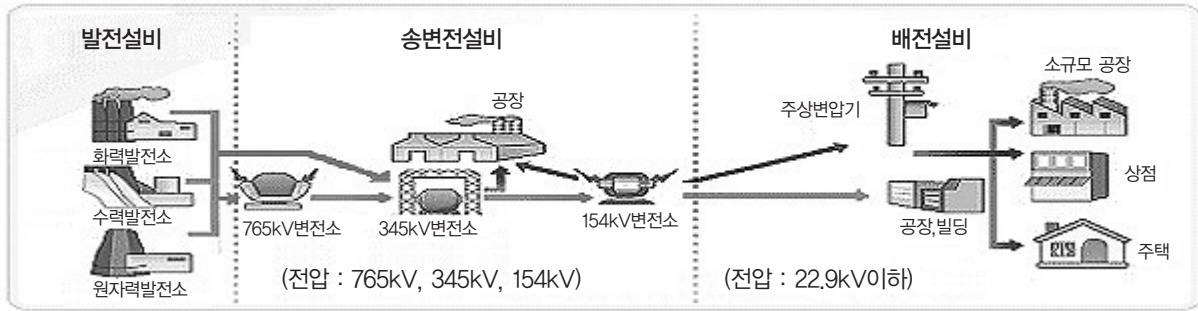 발전설비
송변전설비
배전설비
화력발전소
수력발전소
원자력발전소
765kV변전소
345kV변전소
공장
154kV변전소
(전압 : 765kV, 345kV, 154kV)
주상변압기
공장,빌딩
소규모 공장
상점
주택
(전압 : 22.9kV이하)